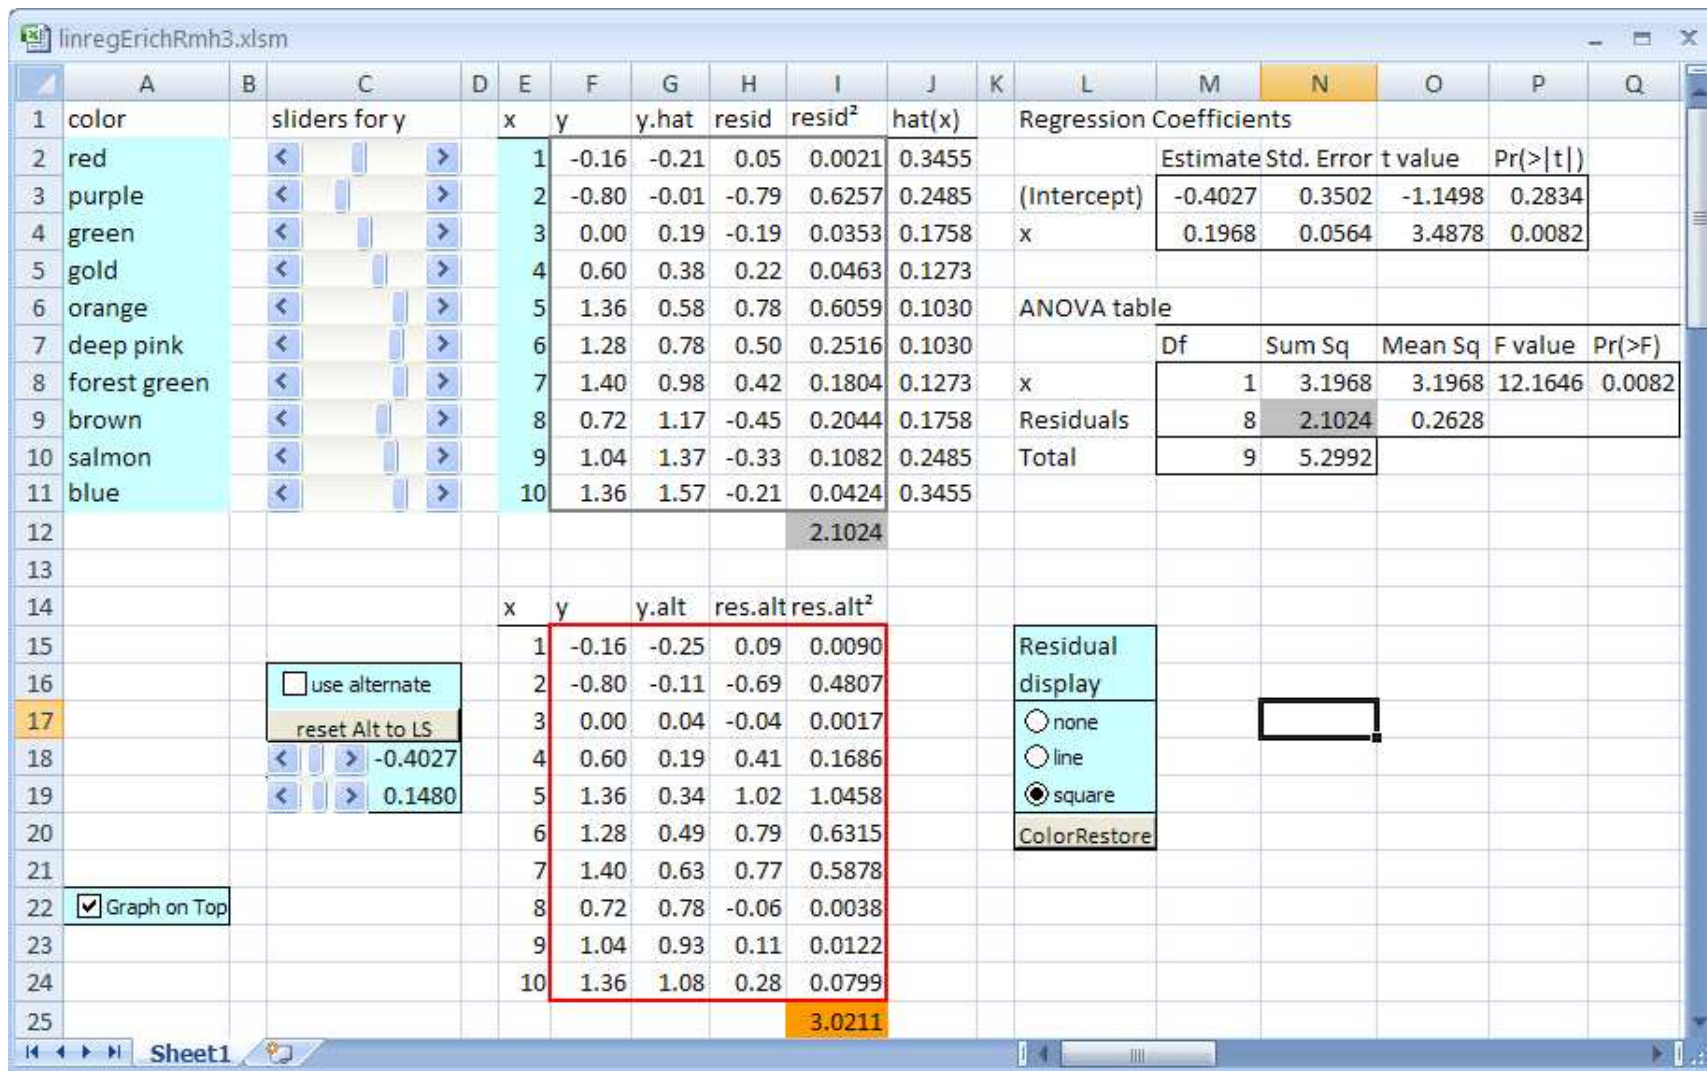 linregErichRmh3.xlsm
A B C D E F G H I J K L M N O P Q
1 color sliders for y x y y.hat resid resid² hat(x) Regression Coefficients
2 red 1 -0.16 -0.21 0.05 0.0021 0.3455 Estimate Std. Error t value Pr(>|t|)
3 purple 2 -0.80 -0.01 -0.79 0.6257 0.2485 (Intercept) -0.4027 0.3502 -1.1498 0.2834
4 green 3 0.00 0.19 -0.19 0.0353 0.1758 x 0.1968 0.0564 3.4878 0.0082
5 gold 4 0.60 0.38 0.22 0.0463 0.1273
6 orange 5 1.36 0.58 0.78 0.6059 0.1030 ANOVA table
7 deep pink 6 1.28 0.78 0.50 0.2516 0.1030 Df Sum Sq Mean Sq F value Pr(>F)
8 forest green 7 1.40 0.98 0.42 0.1804 0.1273 x 1 3.1968 3.1968 12.1646 0.0082
9 brown 8 0.72 1.17 -0.45 0.2044 0.1758 Residuals 8 2.1024 0.2628
10 salmon 9 1.04 1.37 -0.33 0.1082 0.2485 Total 9 5.2992
11 blue 10 1.36 1.57 -0.21 0.0424 0.3455
12 2.1024
13
14 x y y.alt res.alt res.alt²
15 1 -0.16 -0.25 0.09 0.0090 Residual
16 use alternate 2 -0.80 -0.11 -0.69 0.4807 display
17 reset Alt to LS 3 0.00 0.04 -0.04 0.0017 none
18 -0.4027 4 0.60 0.19 0.41 0.1686 line
19 0.1480 5 1.36 0.34 1.02 1.0458 square
20 6 1.28 0.49 0.79 0.6315 ColorRestore
21 7 1.40 0.63 0.77 0.5878
22 Graph on Top 8 0.72 0.78 -0.06 0.0038
23 9 1.04 0.93 0.11 0.0122
24 10 1.36 1.08 0.28 0.0799
25 3.0211
Sheet1